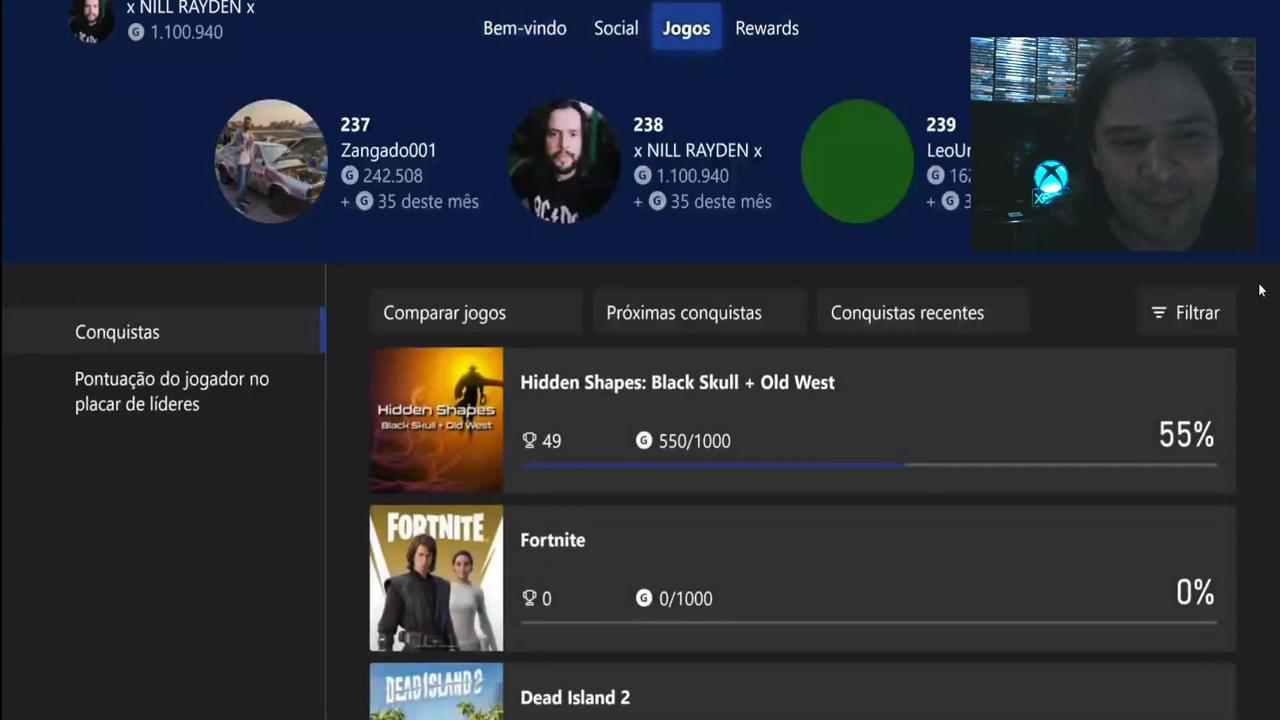 x NILL RAYDEN x
G 1.100.940
Bem-vindo
Social
Jogos
Rewards
237
Zangado001
G 242.508
+ G 35 deste mês
238
x NILL RAYDEN x
G 1.100.940
+ G 35 deste mês
239
+ G
Conquistas
Pontuação do jogador no
placar de líderes
Comparar jogos
Próximas conquistas
Conquistas recentes
Filtrar
Hidden Shapes
Black Skull + Old West
Hidden Shapes: Black Skull + Old West
49
G 550/1000
55%
FORTNITE
Fortnite
0
G 0/1000
0%
DEAD ISLAND 2
Dead Island 2